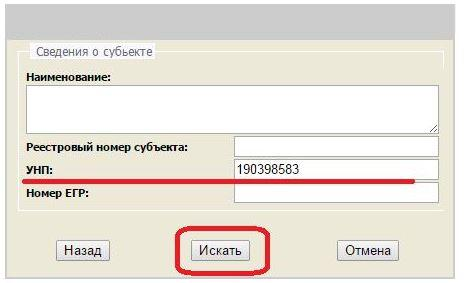 Сведения о субъекте
Наименование:
Реестровый номер субъекта:
УНП: 190398583
Номер ЕГР:
Назад Искать Отмена